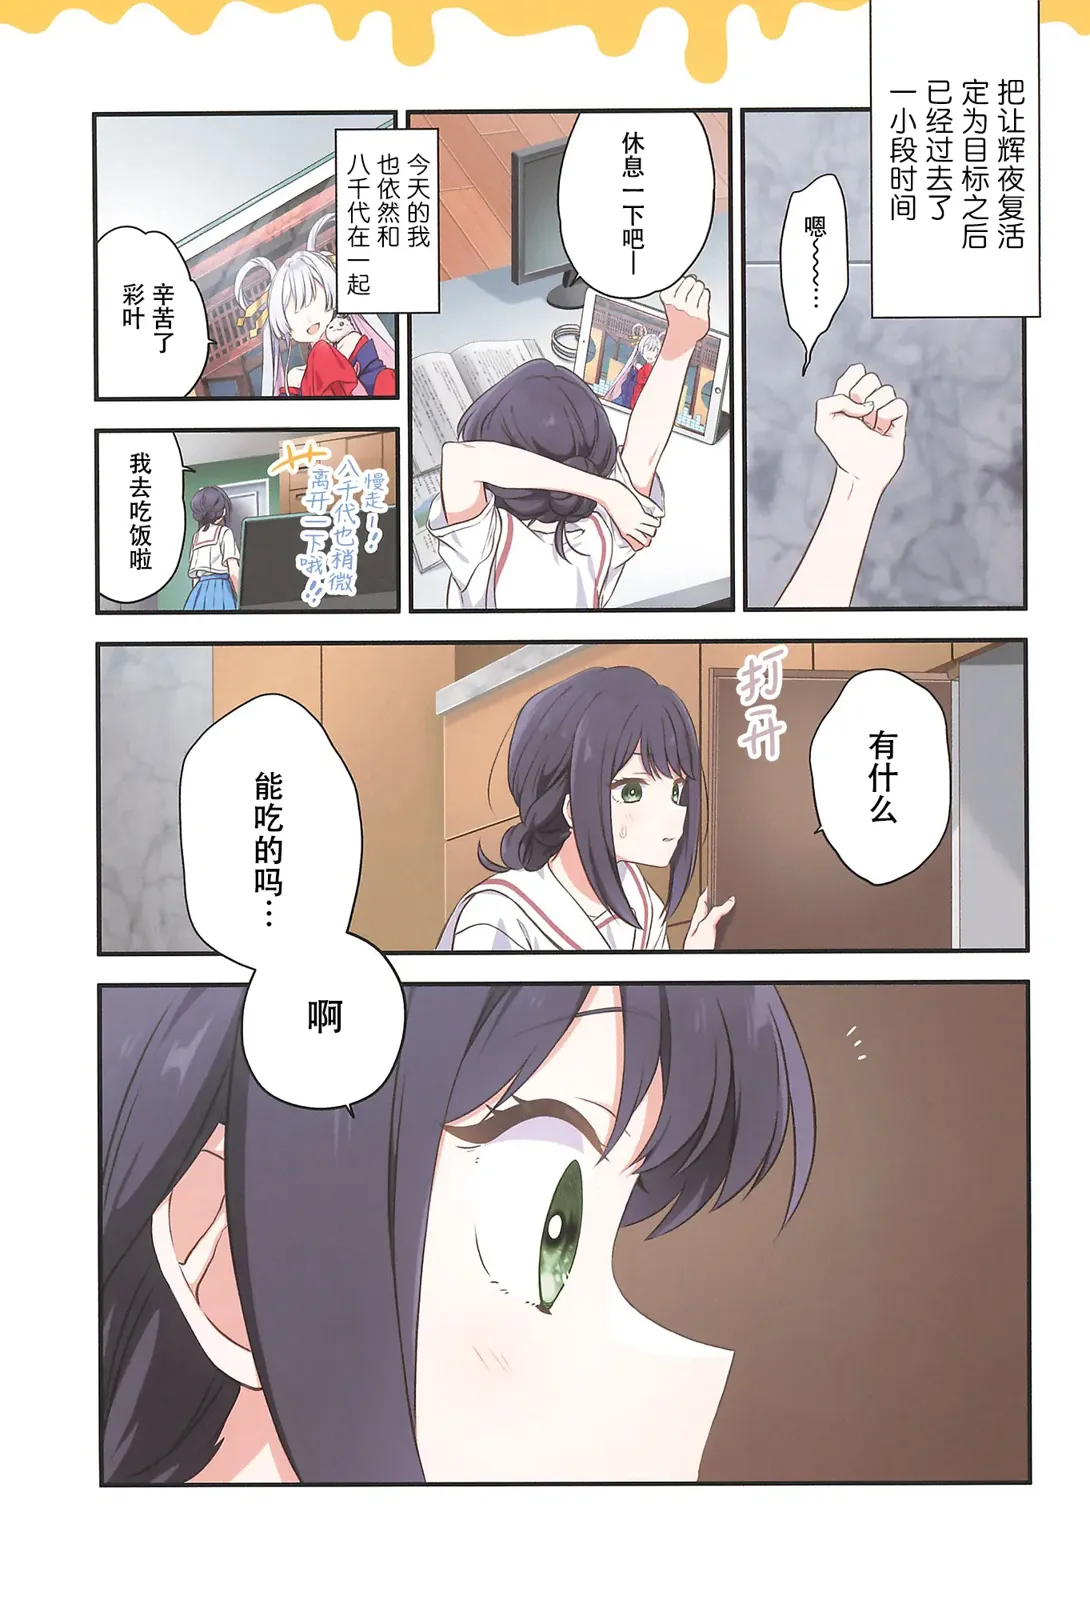 把让辉夜复活
定为目标之后
已经过去了
一小段时间
嗯～～～～…
休息一下吧—
今天的我
也依然和
八千代在一起
辛苦了
彩叶
我去吃饭啦
慢走—!!
八千代也稍微
离开一下哦!!
打开
有什么
能吃的吗…
啊